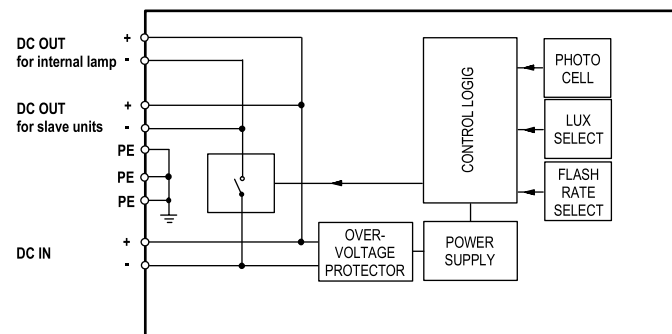 DC OUT
for internal lamp
+
-
DC OUT
for slave units
+
-
PE
PE
PE
DC IN
+
-
CONTROL LOGIG
PHOTO
CELL
LUX
SELECT
FLASH
RATE
SELECT
OVER-
VOLTAGE
PROTECTOR
POWER
SUPPLY